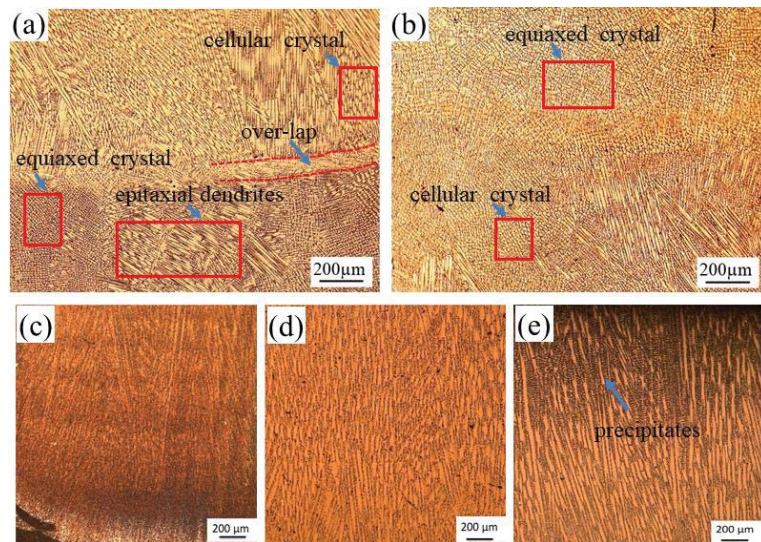 (a)
cellular crystal
over-lap
equiaxed crystal
epitaxial dendrites
200μm
(b)
equiaxed crystal
cellular crystal
200μm
(c)
200 μm
(d)
200 μm
(e)
precipitates
200 μm